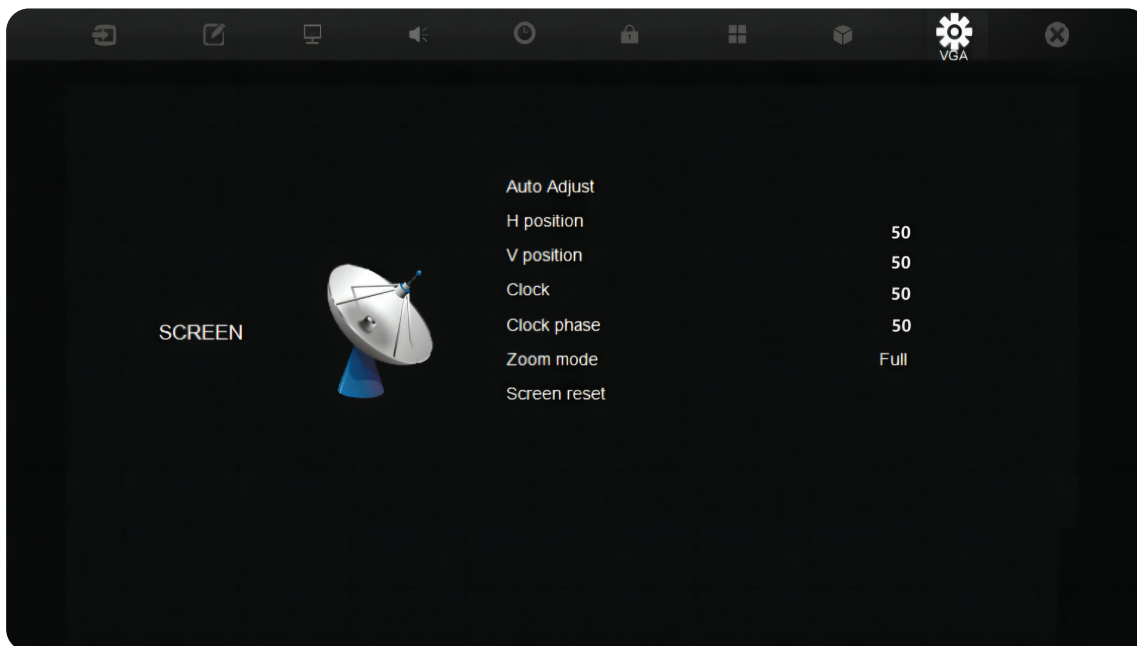 VGA
Auto Adjust
H position 50
V position 50
SCREEN
Clock 50
Clock phase 50
Zoom mode Full
Screen reset